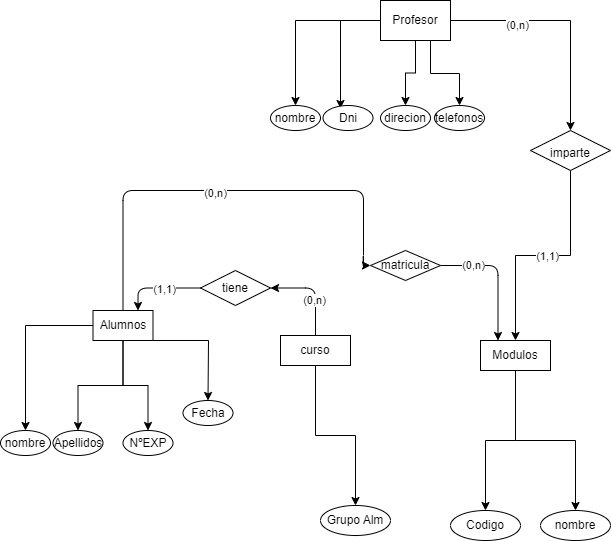 Profesor
(0,n)
nombre
Dni
direcion
telefonos
imparte
(0,n)
matricula
(0,n)
(1,1)
(1,1)
tiene
(0,n)
Alumnos
curso
Modulos
nombre
Apellidos
NºEXP
Fecha
Grupo Alm
Codigo
nombre